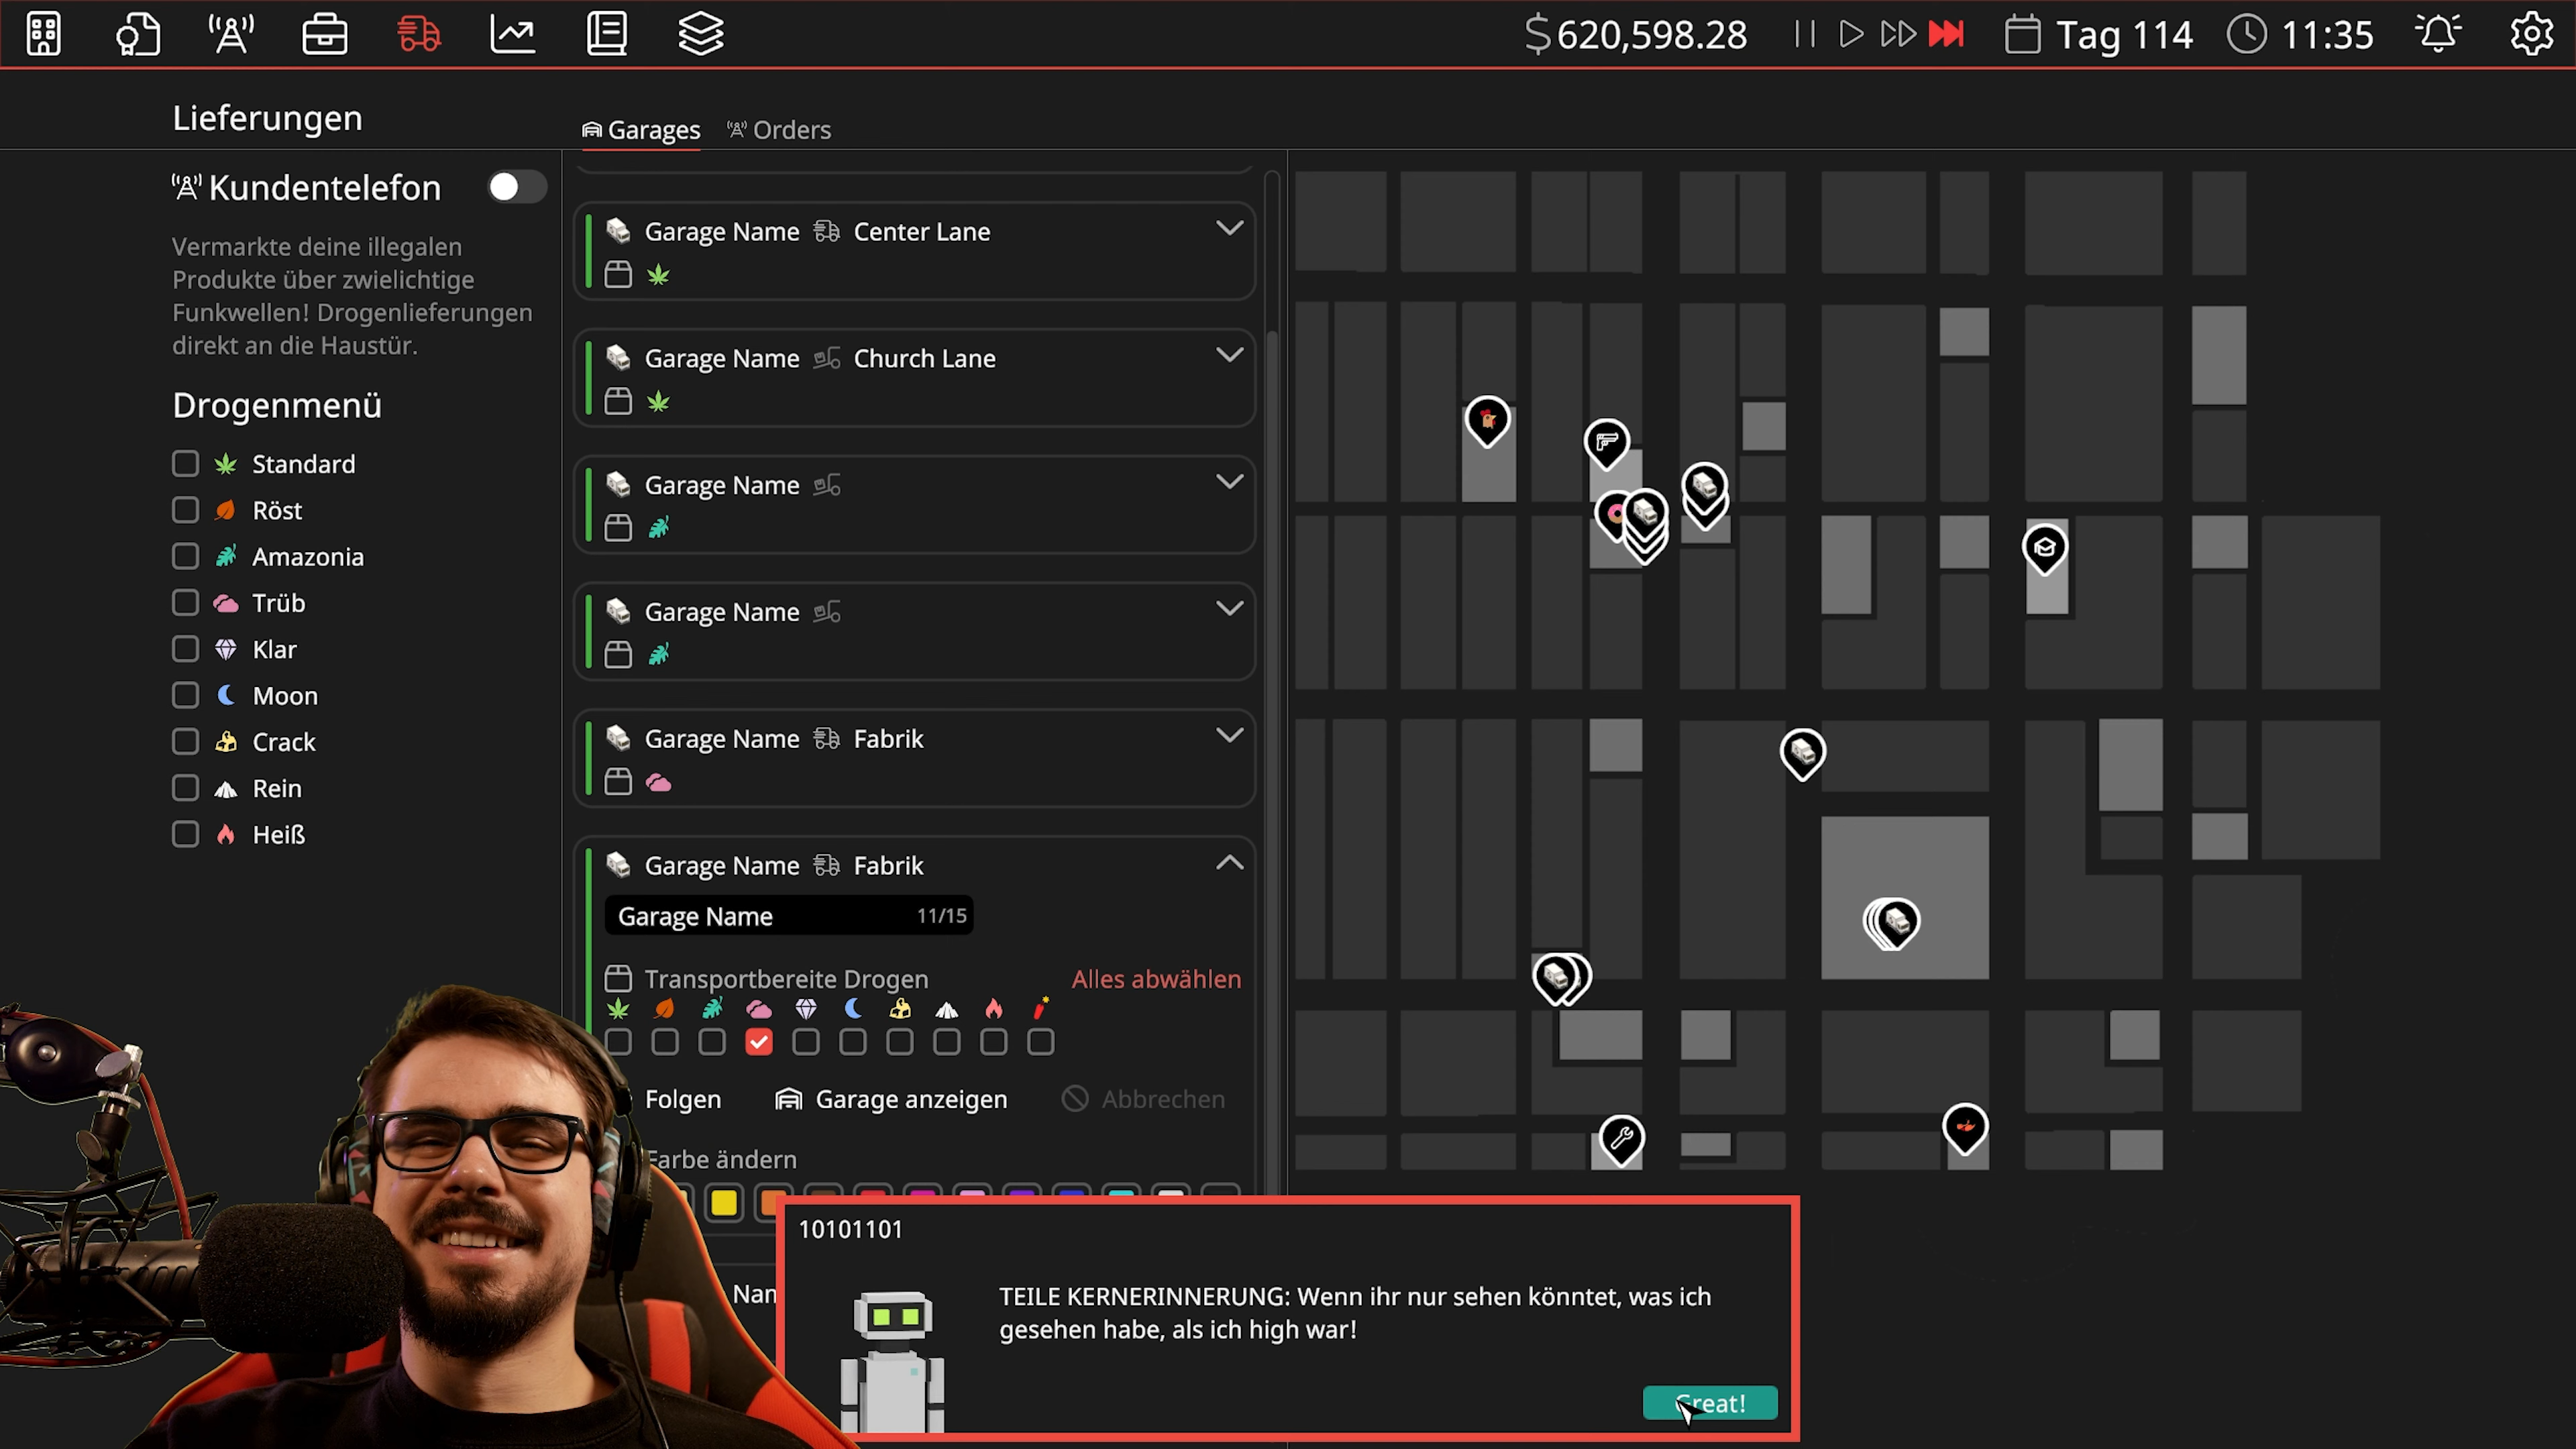 $620,598.28
Tag 114
11:35
Lieferungen
Garages
Orders
Kundentelefon
Vermarkte deine illegalen
Produkte über zwielichtige
Funkwellen! Drogenlieferungen
direkt an die Haustür.
Drogenmenü
Standard
Röst
Amazonia
Trüb
Klar
Moon
Crack
Rein
Heiß
Garage Name Center Lane
Garage Name Church Lane
Garage Name
Garage Name
Garage Name Fabrik
Garage Name Fabrik
Garage Name 11/15
Transportbereite Drogen Alles abwählen
Folgen Garage anzeigen Abbrechen
Farbe ändern
10101101
TEILE KERNERINNERUNG: Wenn ihr nur sehen könntet, was ich
gesehen habe, als ich high war!
Great!